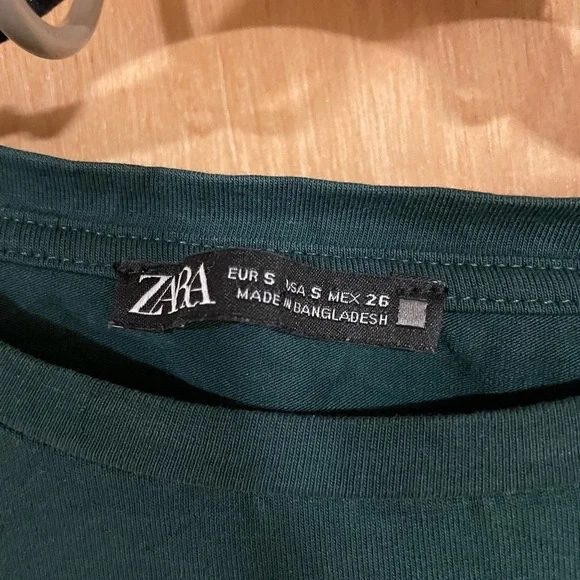 ZARA
EUR S USA S MEX 26
MADE IN BANGLADESH